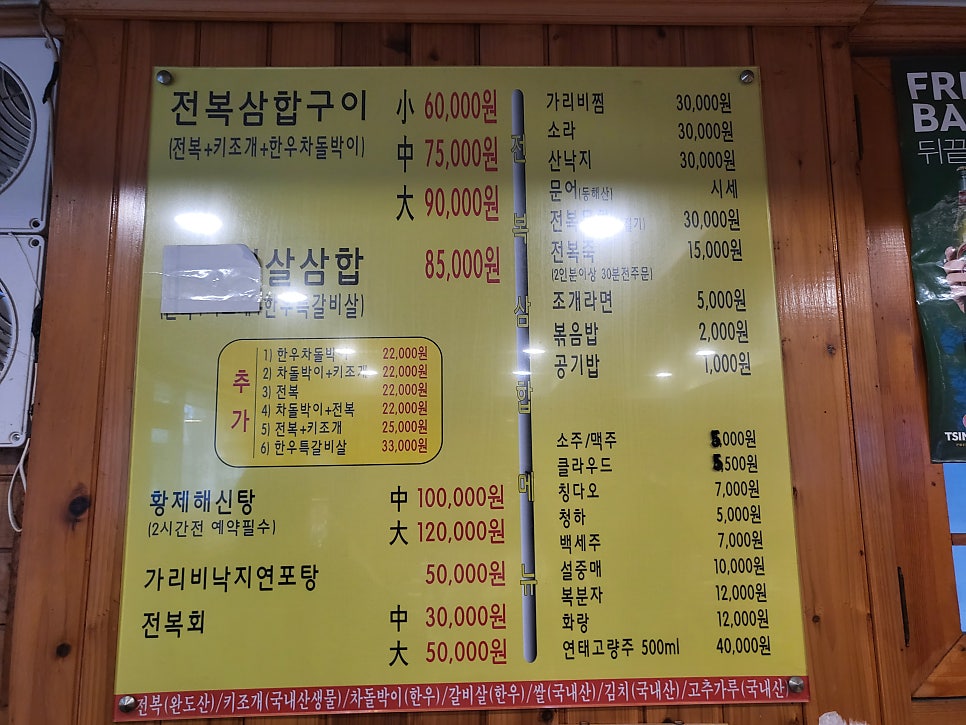 전복삼합구이 小 60,000원
(전복+키조개+한우차돌박이) 中 75,000원
大 90,000원
살삼합 85,000원
+한우특갈비살)
추가
1) 한우차돌박 22,000원
2) 차돌박이+키조개 22,000원
3) 전복 22,000원
4) 차돌박이+전복 22,000원
5) 전복+키조개 25,000원
6) 한우특갈비살 33,000원
황제해신탕 中 100,000원
(2시간전 예약필수) 大 120,000원
가리비낙지연포탕 50,000원
전복회 中 30,000원
大 50,000원
전복삼합메뉴
가리비찜 30,000원
소라 30,000원
산낙지 30,000원
문어(동해산) 시세
전복 30,000원
전복죽 15,000원
(2인분이상 30분전주문)
조개라면 5,000원
볶음밥 2,000원
공기밥 1,000원
소주/맥주 5,000원
클라우드 5,500원
칭다오 7,000원
청하 5,000원
백세주 7,000원
설중매 10,000원
복분자 12,000원
화랑 12,000원
연태고량주 500ml 40,000원
전복(완도산)/키조개(국내산생물)/차돌박이(한우)/갈비살(한우)/쌀(국내산)/김치(국내산)/고추가루(국내산)
FRE
BA
뒤끝
TSIN